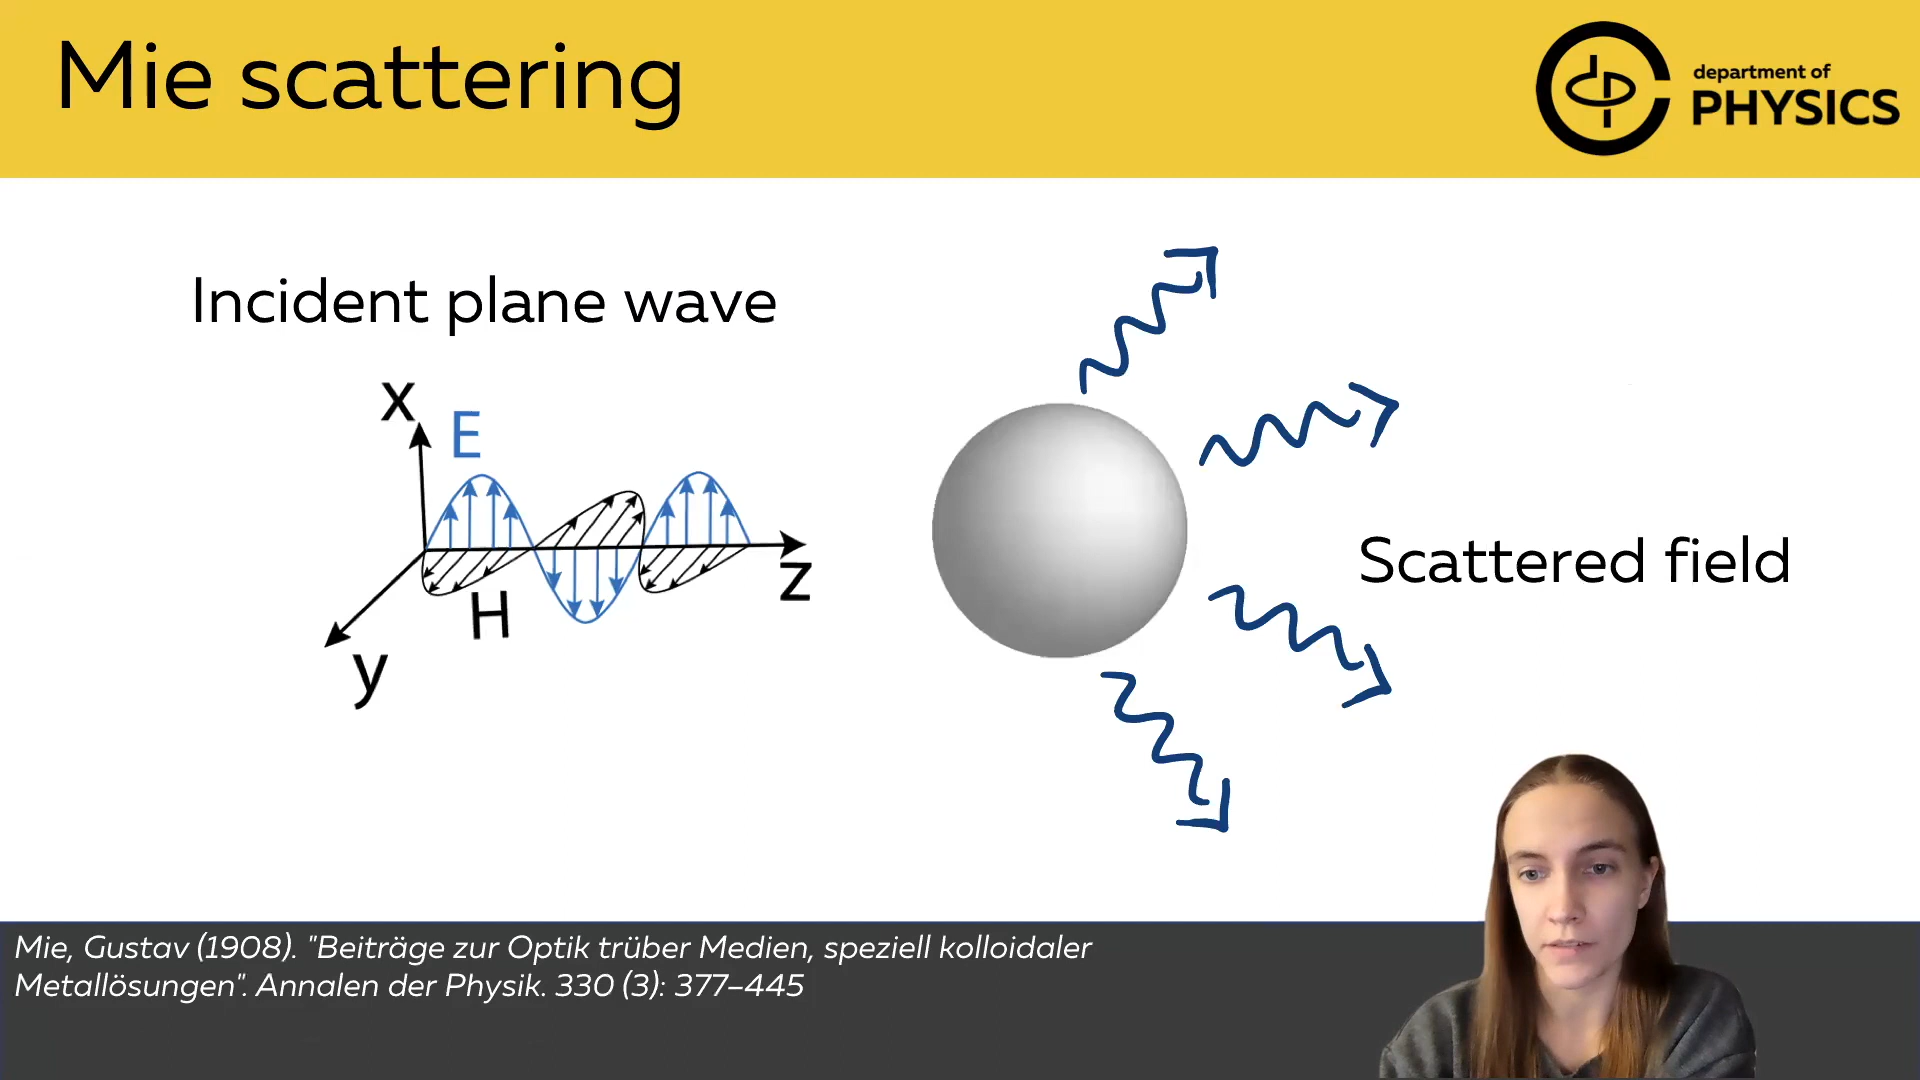 Mie scattering
department of
PHYSICS
Incident plane wave
x
E
z
H
y
Scattered field
Mie, Gustav (1908). "Beiträge zur Optik trüber Medien, speziell kolloidaler
Metallösungen". Annalen der Physik. 330 (3): 377–445